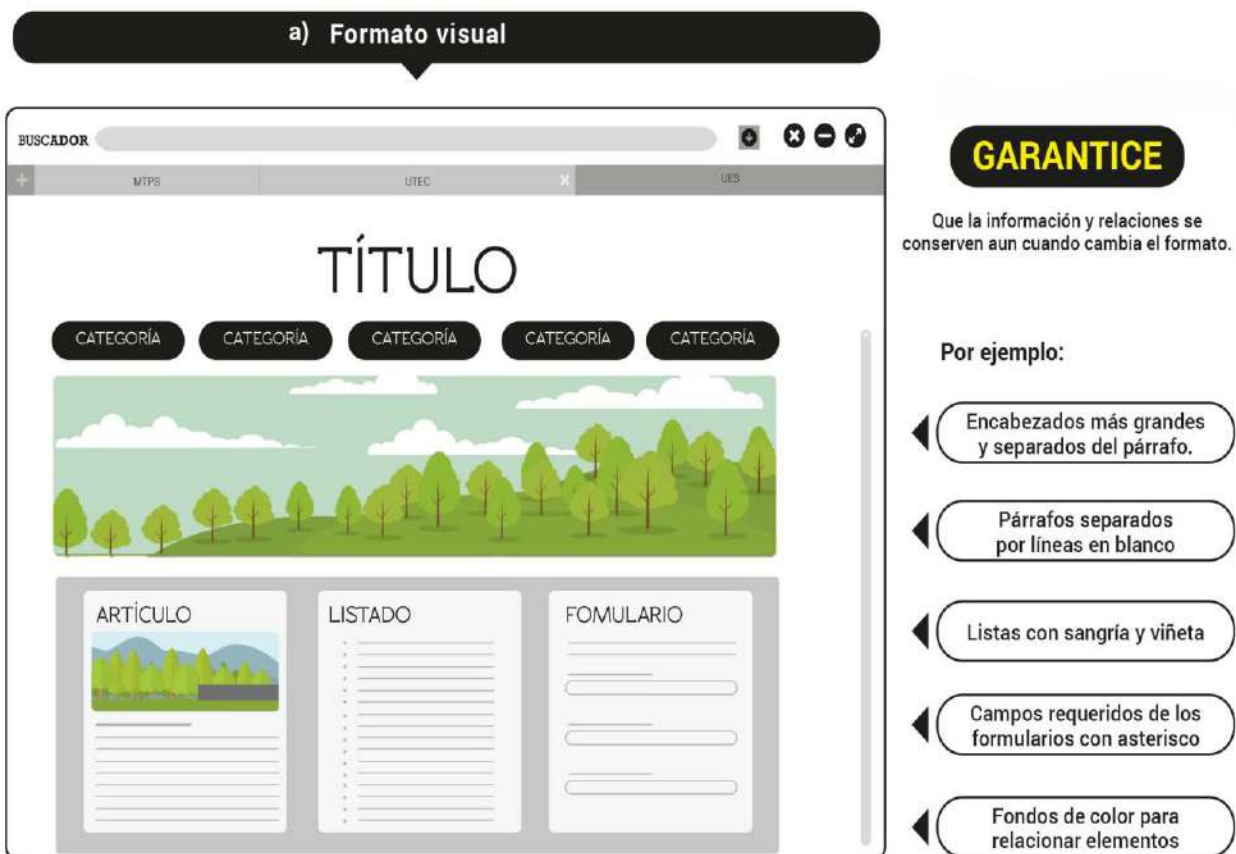 a) Formato visual
BUSCADOR
MTPS
UTEC
UES
TÍTULO
CATEGORÍA
CATEGORÍA
CATEGORÍA
CATEGORÍA
CATEGORÍA
ARTÍCULO
LISTADO
FOMULARIO
GARANTICE
Que la información y relaciones se
conserven aun cuando cambia el formato.
Por ejemplo:
Encabezados más grandes
y separados del párrafo.
Párrafos separados
por líneas en blanco
Listas con sangría y viñeta
Campos requeridos de los
formularios con asterisco
Fondos de color para
relacionar elementos